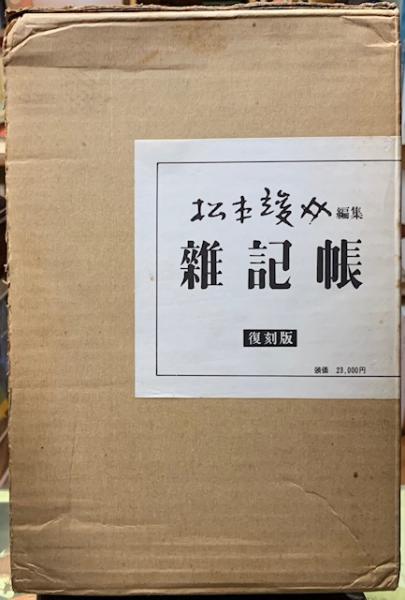 松本竣介 編集
雑記帳
復刻版
頒価 23,000円